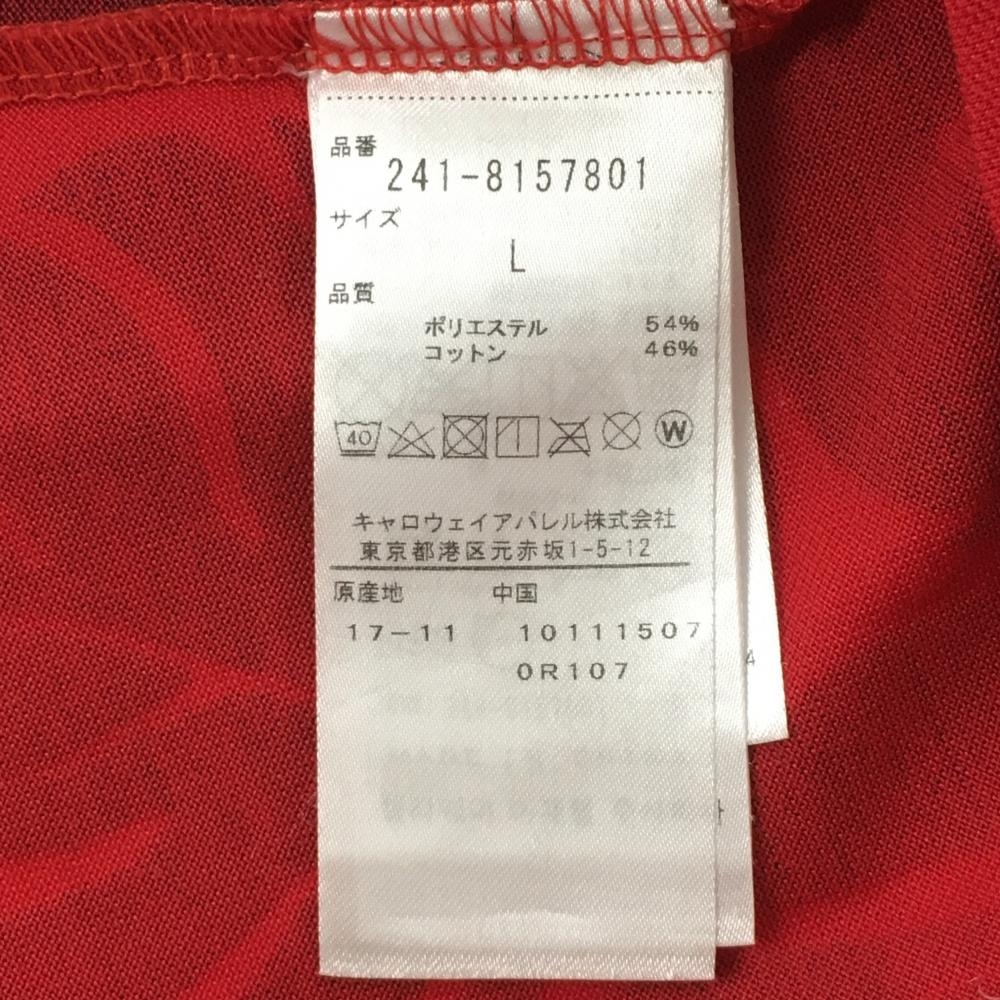 品番
241-8157801
サイズ
L
品質
ポリエステル 54%
コットン 46%
40
W
キャロウェイアパレル株式会社
東京都港区元赤坂1-5-12
原産地 中国
17-11 10111507
0R107
4